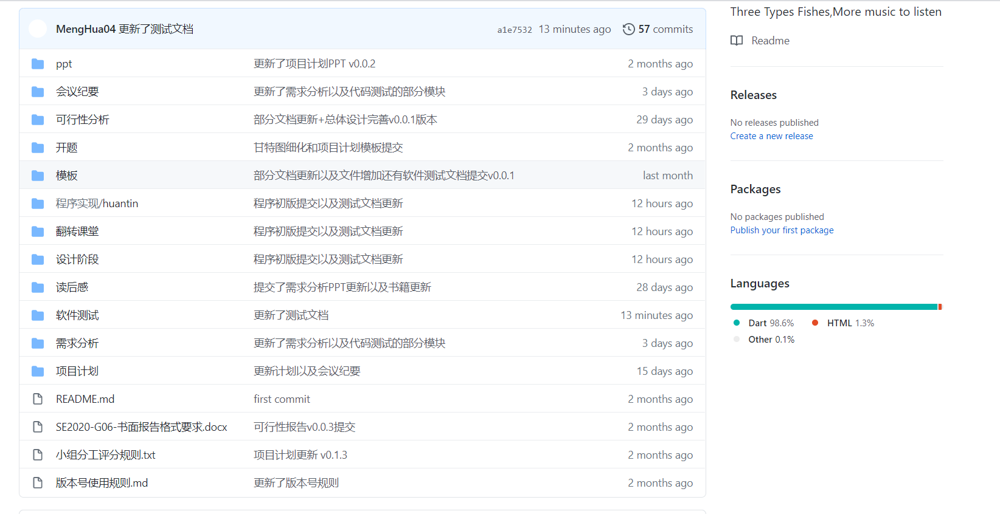 MengHua04 更新了测试文档 a1e7532 13 minutes ago 57 commits
ppt 更新了项目计划PPT v0.0.2 2 months ago
会议纪要 更新了需求分析以及代码测试的部分模块 3 days ago
可行性分析 部分文档更新+总体设计完善v0.0.1版本 29 days ago
开题 甘特图细化和项目计划模板提交 2 months ago
模板 部分文档更新以及文件增加还有软件测试文档提交v0.0.1 last month
程序实现/huantin 程序初版提交以及测试文档更新 12 hours ago
翻转课堂 程序初版提交以及测试文档更新 12 hours ago
设计阶段 程序初版提交以及测试文档更新 12 hours ago
读后感 提交了需求分析PPT更新以及书籍更新 28 days ago
软件测试 更新了测试文档 13 minutes ago
需求分析 更新了需求分析以及代码测试的部分模块 3 days ago
项目计划 更新计划以及会议纪要 15 days ago
README.md first commit 2 months ago
SE2020-G06-书面报告格式要求.docx 可行性报告v0.0.3提交 2 months ago
小组分工评分规则.txt 项目计划更新 v0.1.3 2 months ago
版本号使用规则.md 更新了版本号规则 2 months ago
Three Types Fishes,More music to listen
Readme
Releases
No releases published
Create a new release
Packages
No packages published
Publish your first package
Languages
Dart 98.6% HTML 1.3%
Other 0.1%